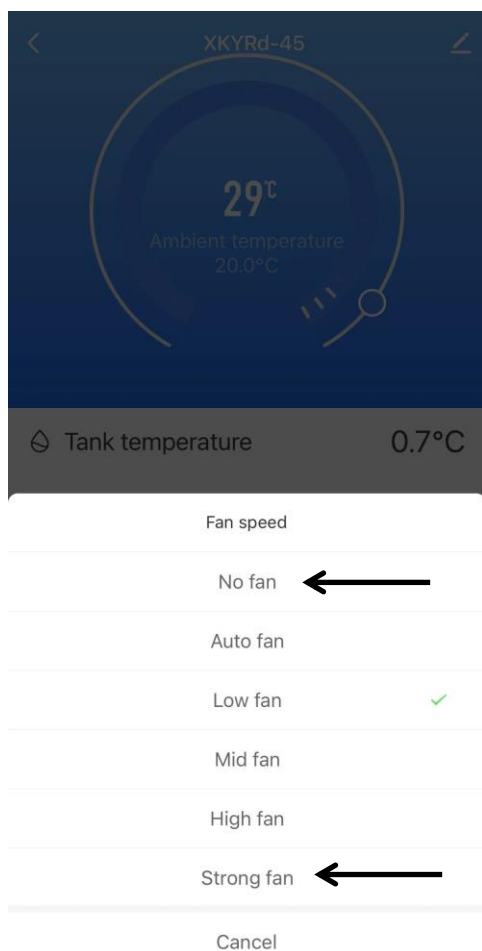 XKYRd-45
29℃
Ambient temperature
20.0°C
Tank temperature 0.7°C
Fan speed
No fan
Auto fan
Low fan
Mid fan
High fan
Strong fan
Cancel